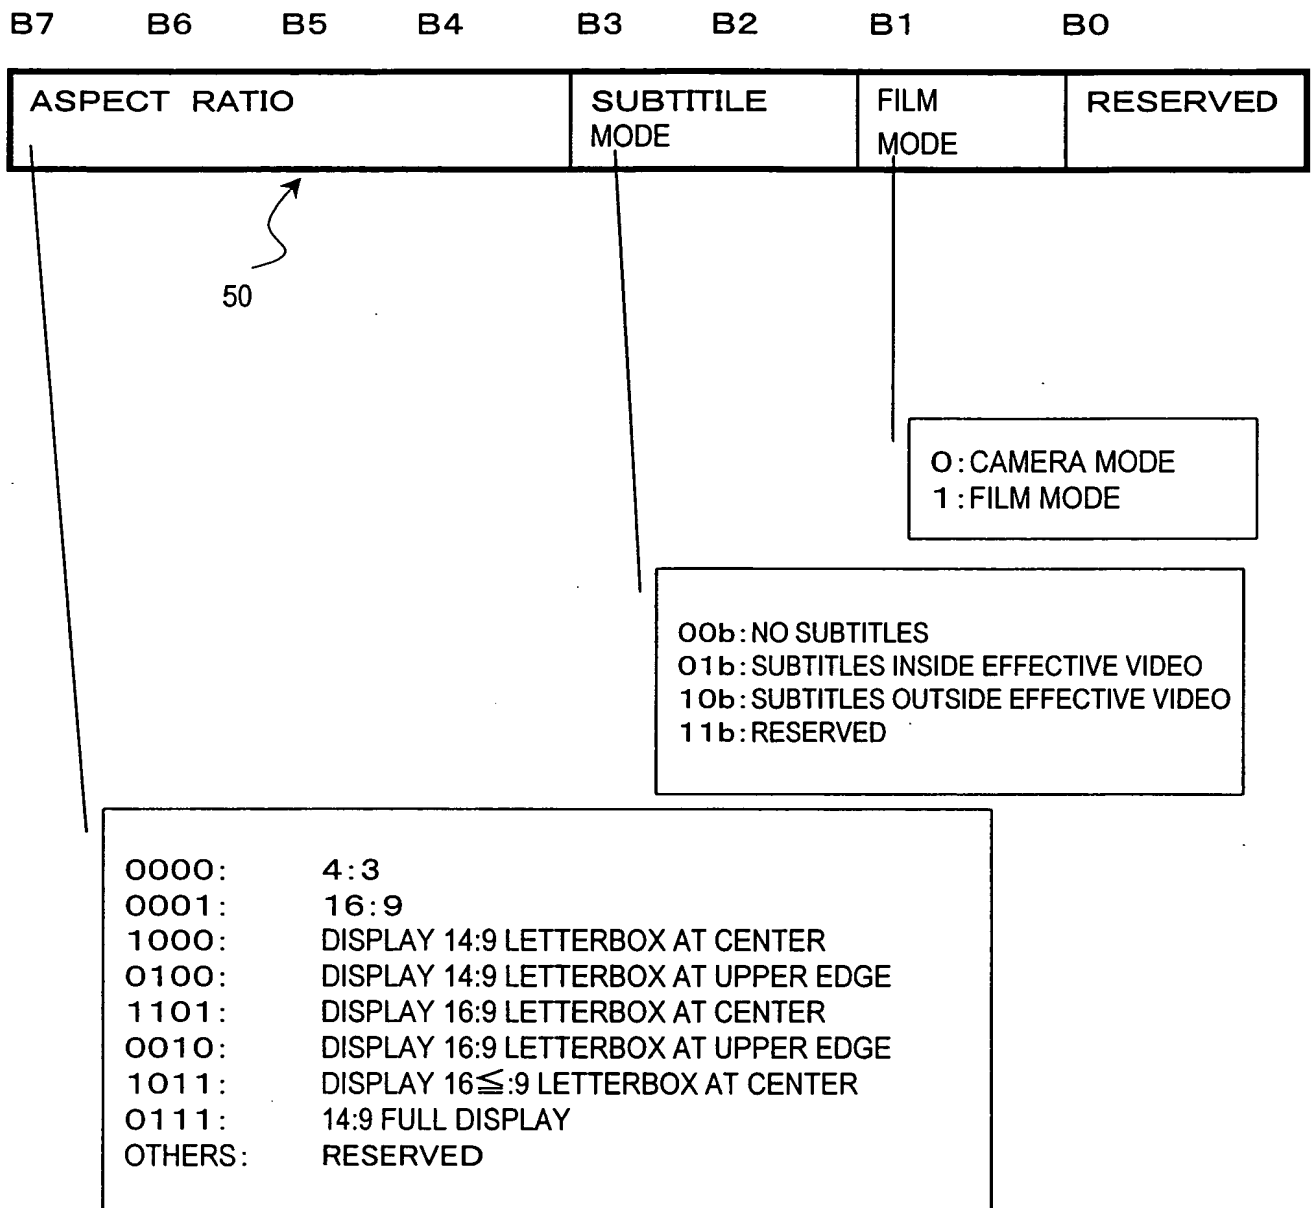 B7 B6 B5 B4 B3 B2 B1 B0
ASPECT RATIO
SUBTITILE
MODE
FILM
MODE
RESERVED
50
0:CAMERA MODE
1:FILM MODE
00b:NO SUBTITLES
01b:SUBTITLES INSIDE EFFECTIVE VIDEO
10b:SUBTITLES OUTSIDE EFFECTIVE VIDEO
11b:RESERVED
0000: 4:3
0001: 16:9
1000: DISPLAY 14:9 LETTERBOX AT CENTER
0100: DISPLAY 14:9 LETTERBOX AT UPPER EDGE
1101: DISPLAY 16:9 LETTERBOX AT CENTER
0010: DISPLAY 16:9 LETTERBOX AT UPPER EDGE
1011: DISPLAY 16≦:9 LETTERBOX AT CENTER
0111: 14:9 FULL DISPLAY
OTHERS: RESERVED